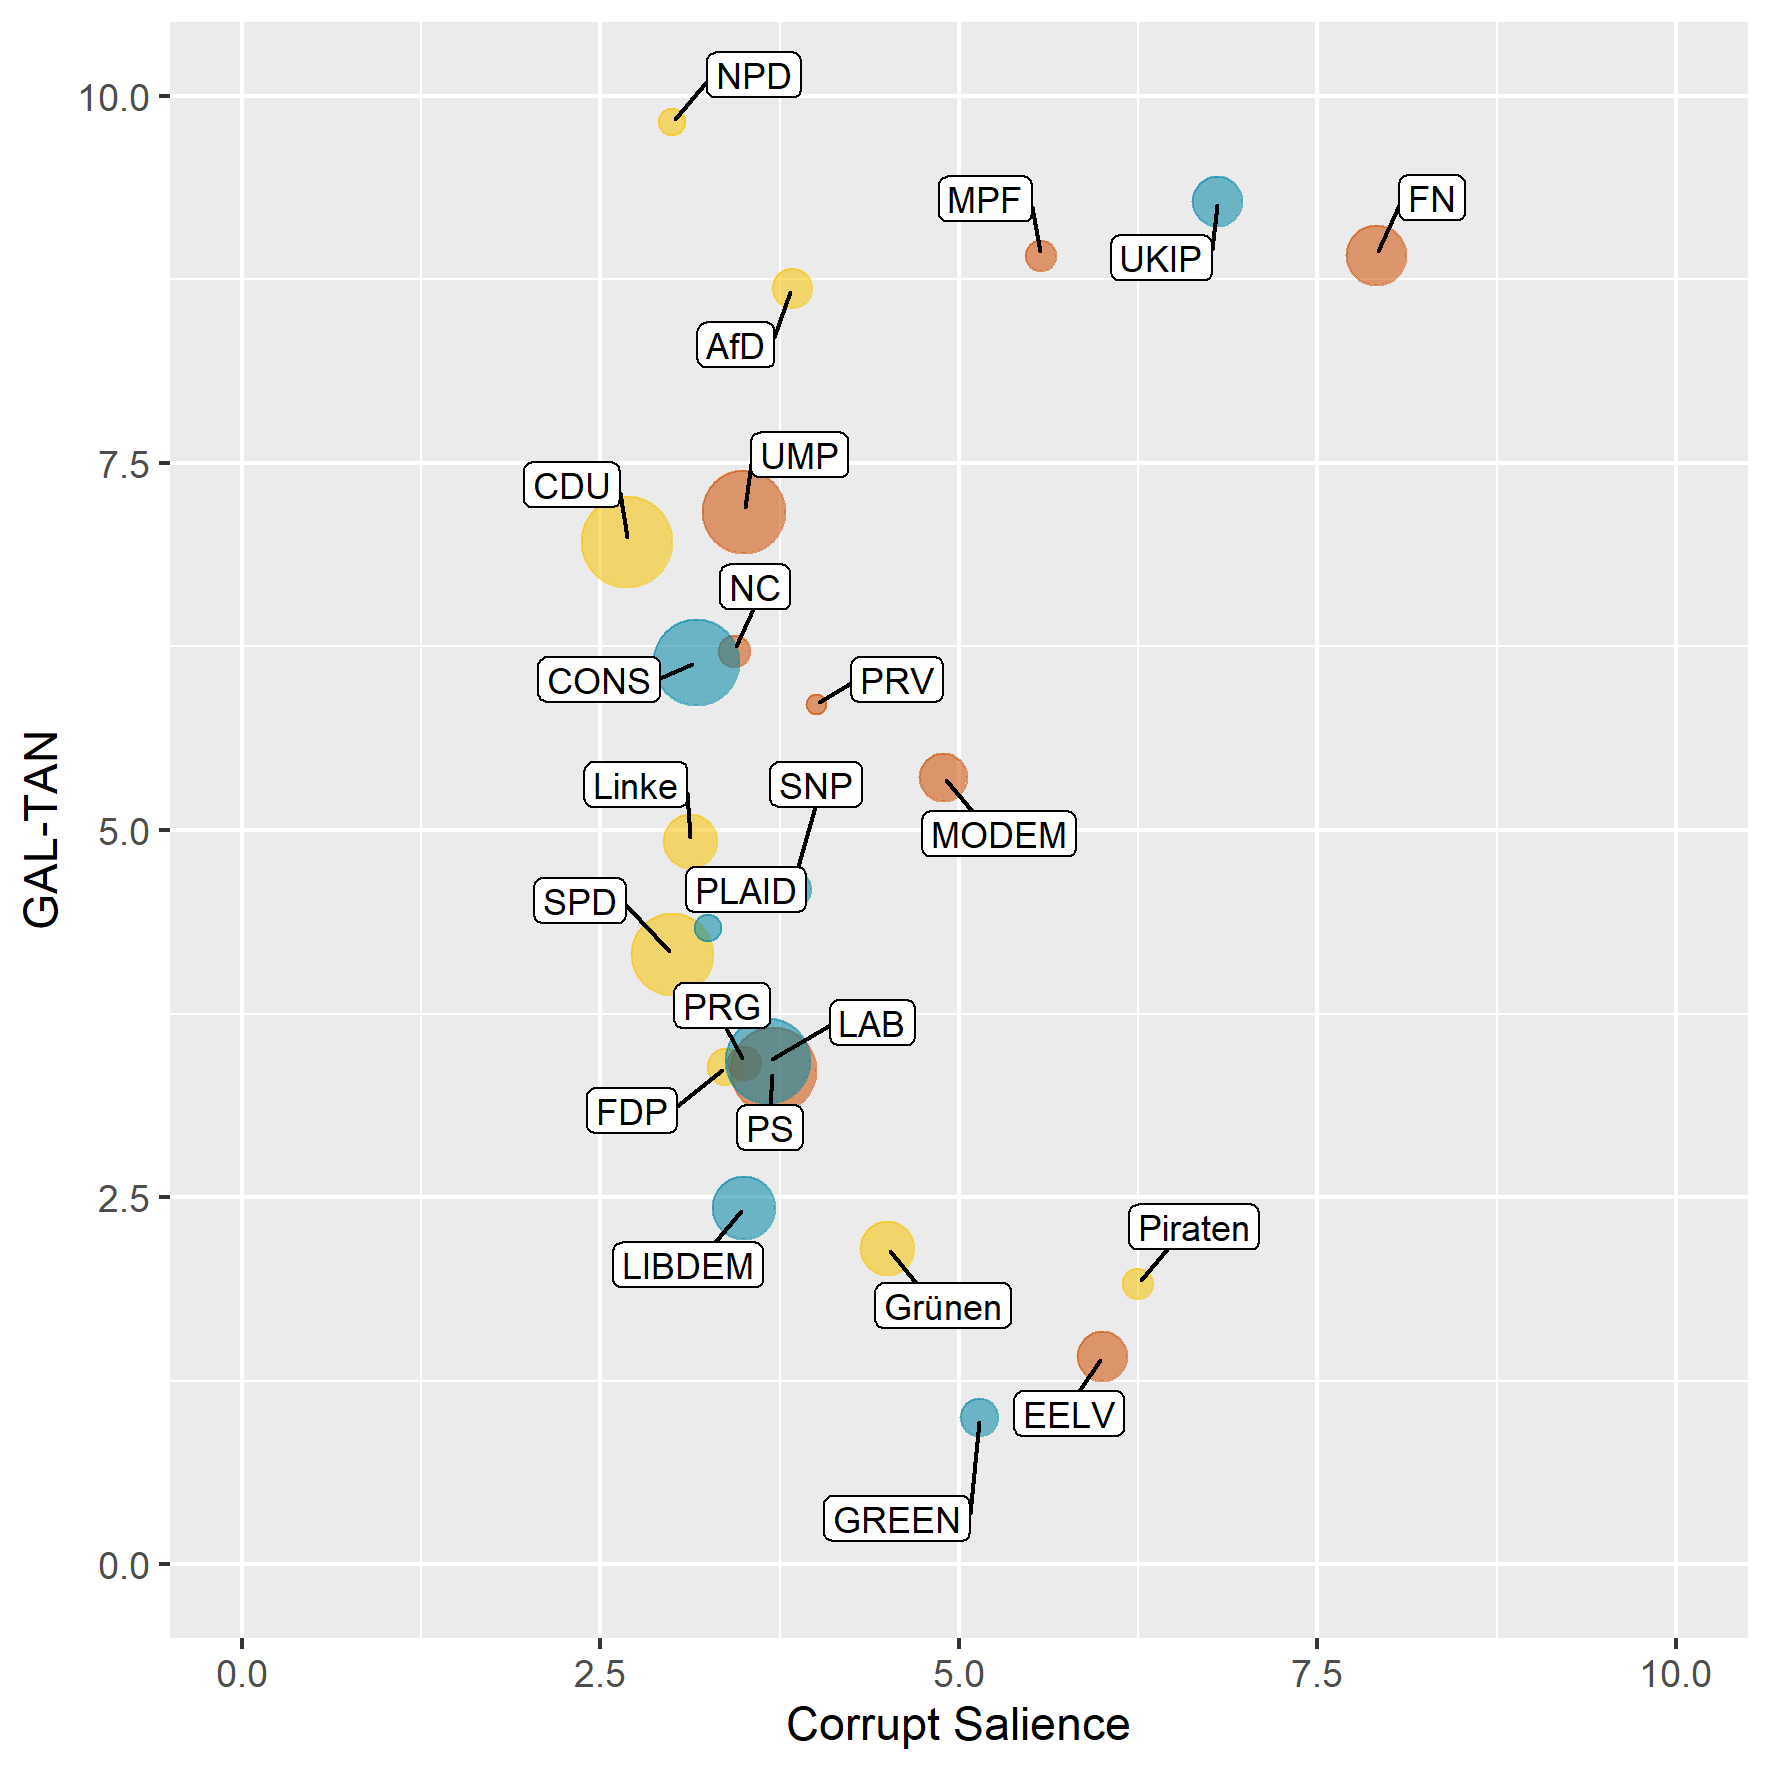 NPD
10.0
MPF
FN
UKIP
AfD
UMP
7.5
CDU
NC
CONS
PRV
Linke
SNP
5.0
MODEM
GAL-TAN
PLAID
SPD
PRG
LAB
FDP
PS
2.5
Piraten
LIBDEM
Grünen
EELV
GREEN
0.0
0.0 2.5 5.0 7.5 10.0
Corrupt Salience